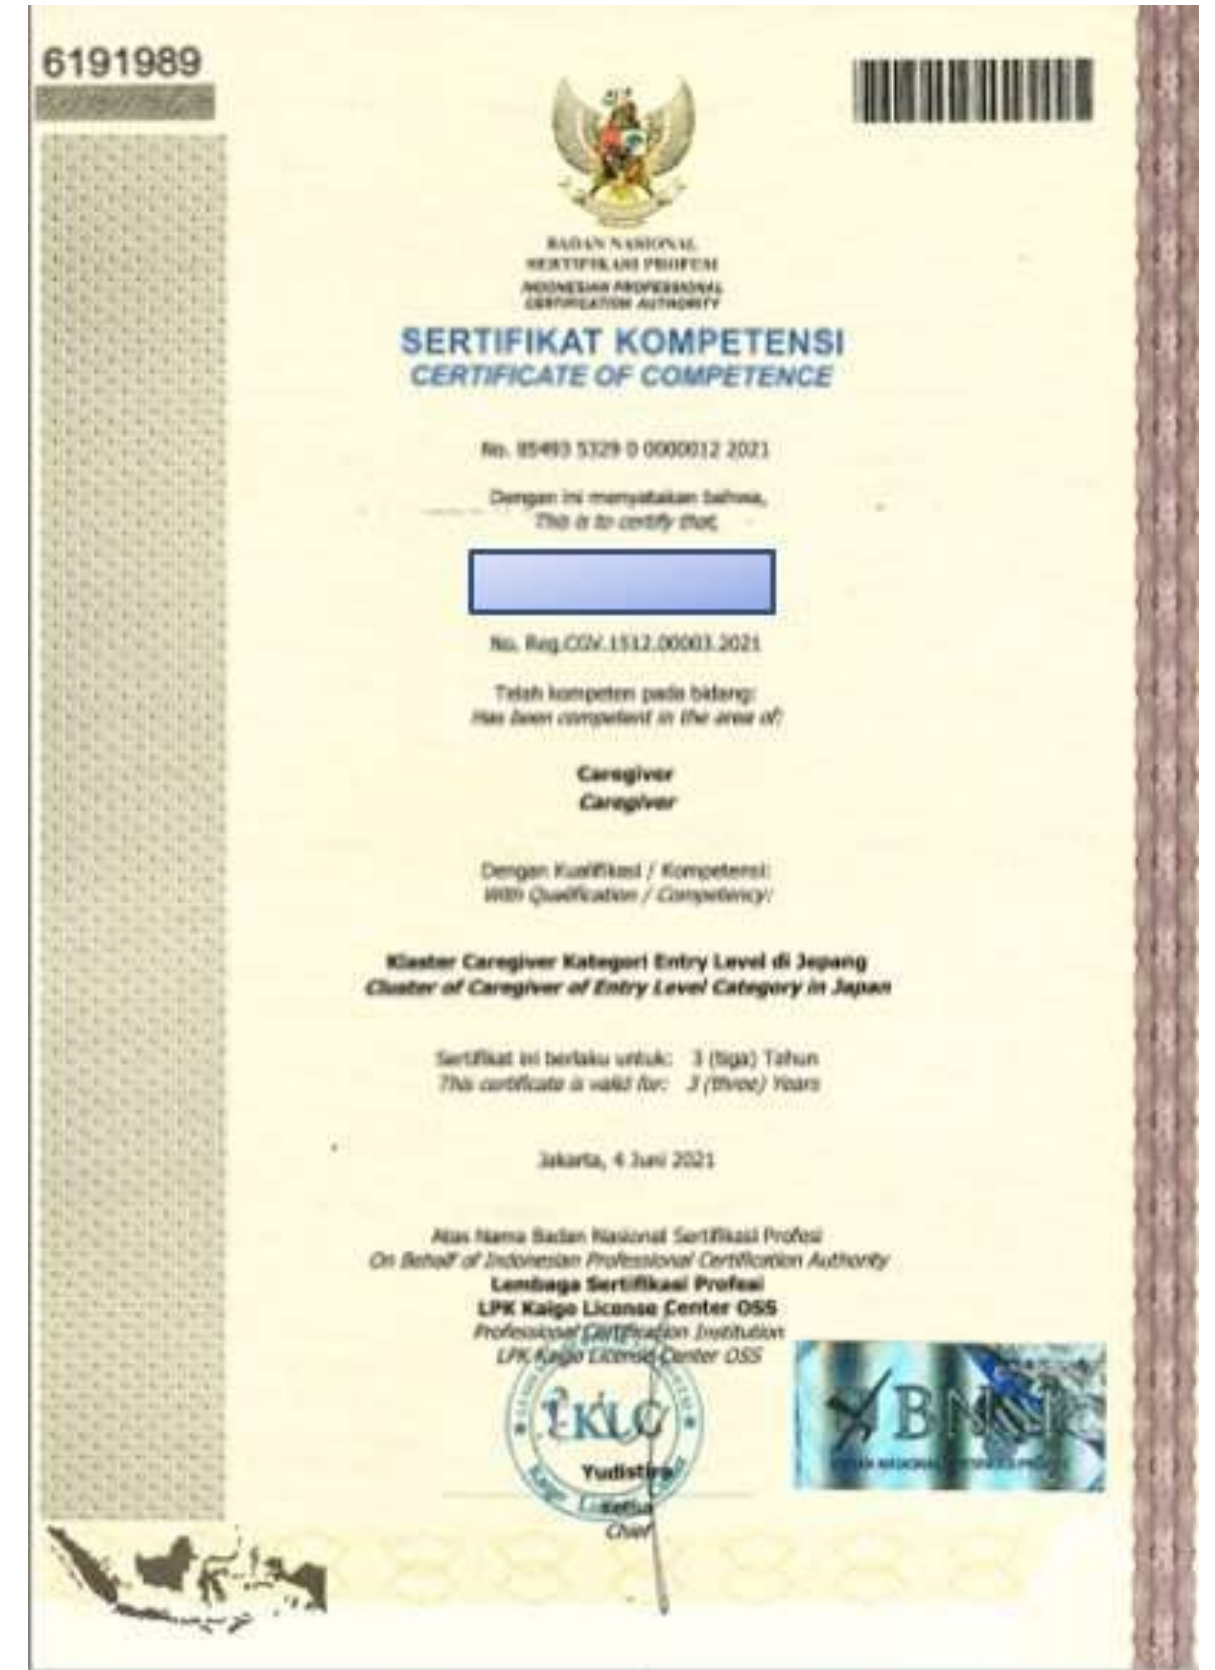 6191989
BADAN NASIONAL
SERTIFIKASI PROFESI
INDONESIAN PROFESSIONAL
CERTIFICATION AUTHORITY
SERTIFIKAT KOMPETENSI
CERTIFICATE OF COMPETENCE
No. 85493 5329 0 0000012 2021
Dengan ini menyatakan bahwa,
This is to certify that,
No. Reg.CGV.1512.00003.2021
Telah kompeten pada bidang:
Has been competent in the area of:
Caregiver
Caregiver
Dengan Kualifikasi / Kompetensi:
With Qualification / Competency:
Klaster Caregiver Kategori Entry Level di Jepang
Cluster of Caregiver of Entry Level Category in Japan
Sertifikat ini berlaku untuk: 3 (tiga) Tahun
This certificate is valid for: 3 (three) Years
Jakarta, 4 Juni 2021
Atas Nama Badan Nasional Sertifikasi Profesi
On Behalf of Indonesian Professional Certification Authority
Lembaga Sertifikasi Profesi
LPK Kaigo License Center OSS
Professional Certification Institution
LPK Kaigo License Center OSS
Yudistira
Ketua
Chief